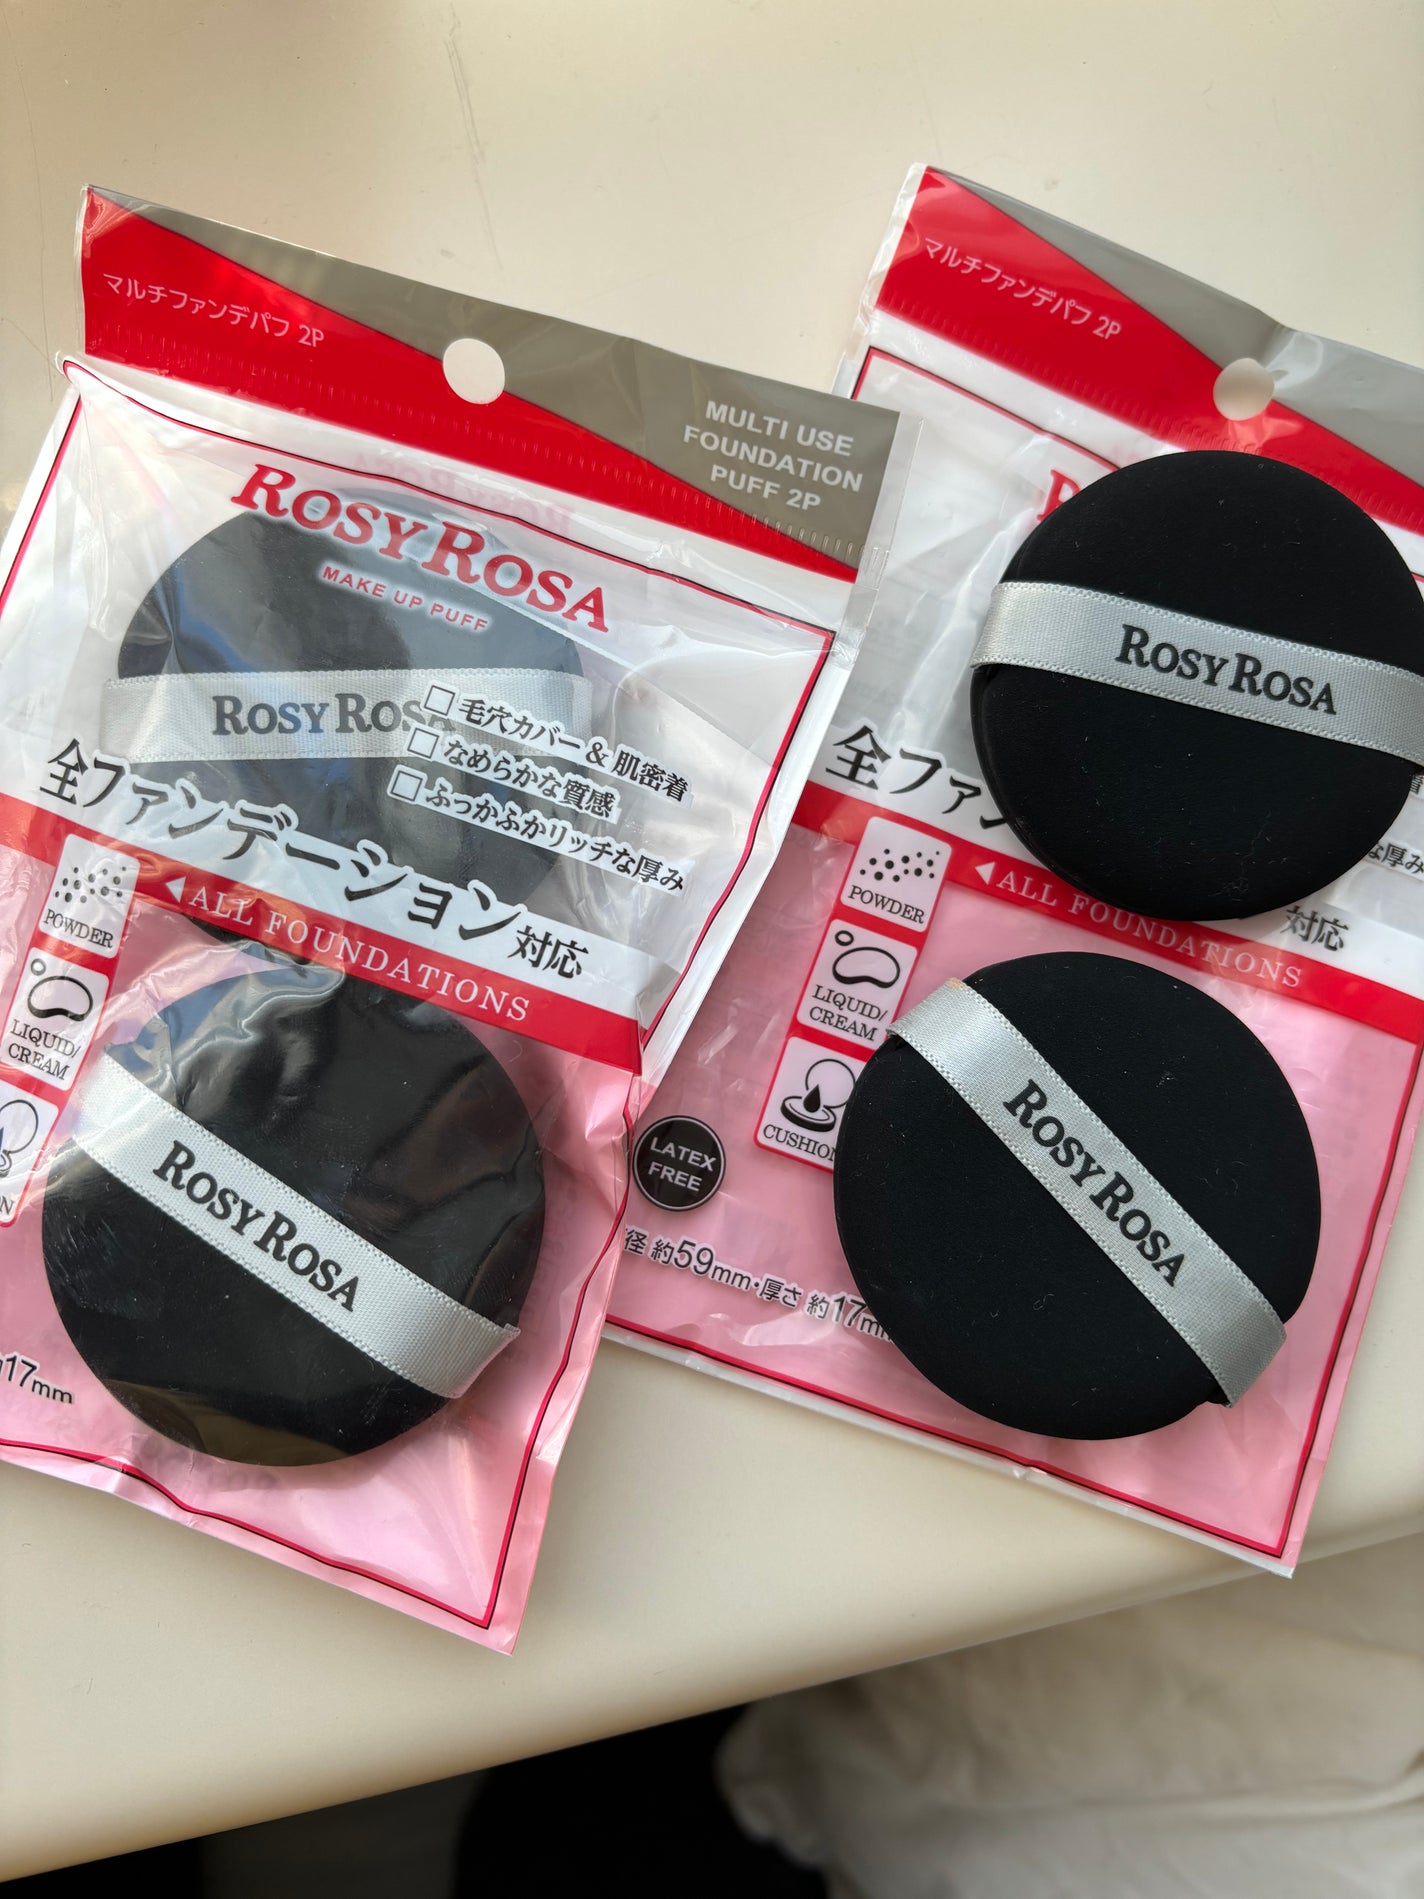 マルチファンデパフ 2P
MULTI USE
FOUNDATION
PUFF 2P
ROSY ROSA
MAKE UP PUFF
ROSY ROSA
□毛穴カバー&肌密着
□なめらかな質感
□ふっかふかリッチな厚み
全ファンデーション対応
◀ALL FOUNDATIONS
POWDER
LIQUID/
CREAM
ROSY ROSA
17mm
マルチファンデパフ 2P
ROSY ROSA
全ファ
対応
な厚み
◀ALL FOUNDATIONS
POWDER
LIQUID/
CREAM
CUSHION
LATEX
FREE
径 約59mm・厚さ 約17mm
ROSY ROSA